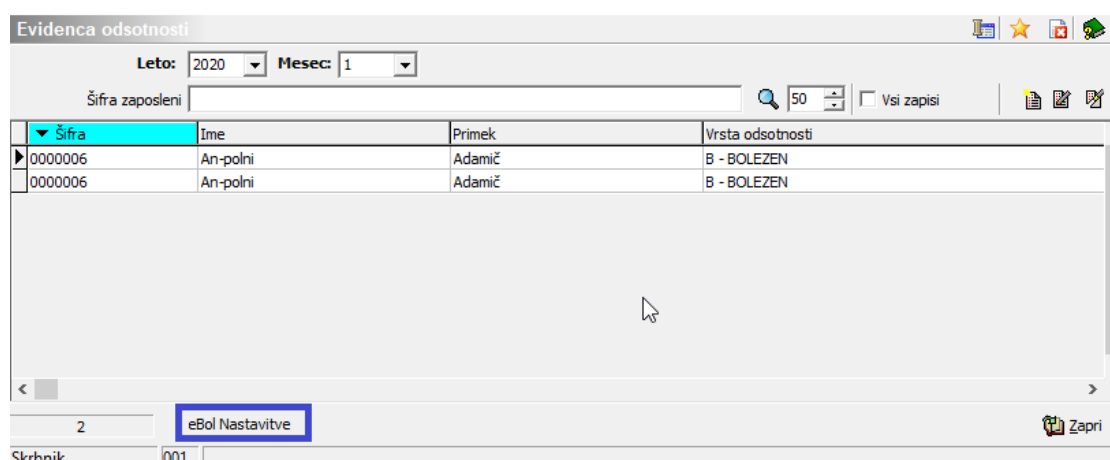 Evidenca odsotnosti
Leto: 2020 Mesec: 1
Šifra zaposleni 50 Vsi zapisi
Šifra Ime Primek Vrsta odsotnosti
0000006 An-polni Adamič B - BOLEZEN
0000006 An-polni Adamič B - BOLEZEN
2 eBol Nastavitve Zapri
Skrbnik 001